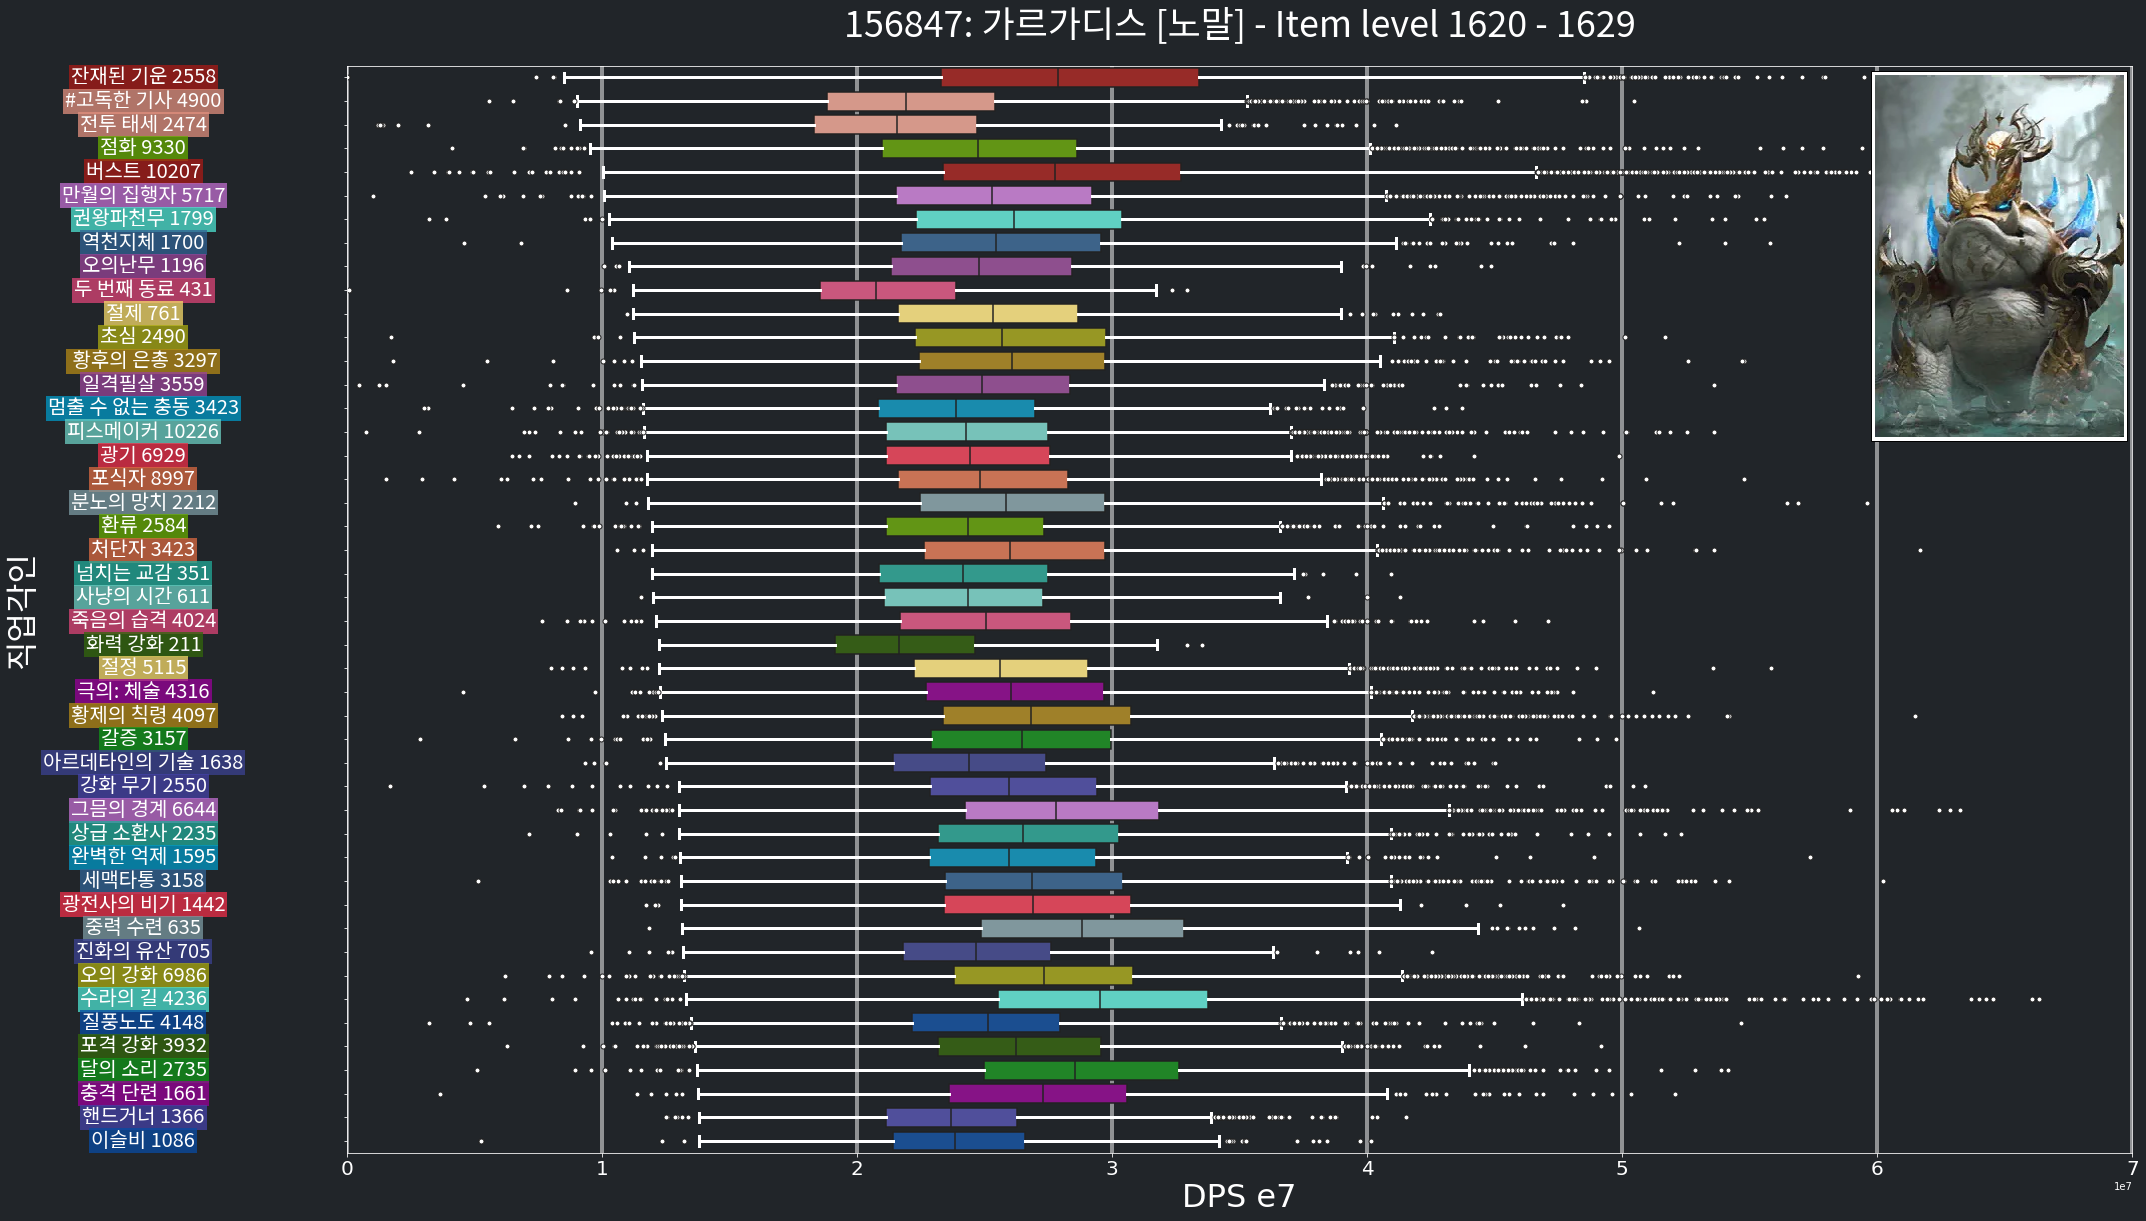 156847: 가르가디스 [노말] - Item level 1620 - 1629
직업각인
잔재된 기운 2558
#고독한 기사 4900
전투 태세 2474
점화 9330
버스트 10207
만월의 집행자 5717
권왕파천무 1799
역천지체 1700
오의난무 1196
두 번째 동료 431
절제 761
초심 2490
황후의 은총 3297
일격필살 3559
멈출 수 없는 충동 3423
피스메이커 10226
광기 6929
포식자 8997
분노의 망치 2212
환류 2584
처단자 3423
넘치는 교감 351
사냥의 시간 611
죽음의 습격 4024
화력 강화 211
절정 5115
극의: 체술 4316
황제의 칙령 4097
갈증 3157
아르데타인의 기술 1638
강화 무기 2550
그믐의 경계 6644
상급 소환사 2235
완벽한 억제 1595
세맥타통 3158
광전사의 비기 1442
중력 수련 635
진화의 유산 705
오의 강화 6986
수라의 길 4236
질풍노도 4148
포격 강화 3932
달의 소리 2735
충격 단련 1661
핸드거너 1366
이슬비 1086
0 1 2 3 4 5 6 7
DPS e7
1e7